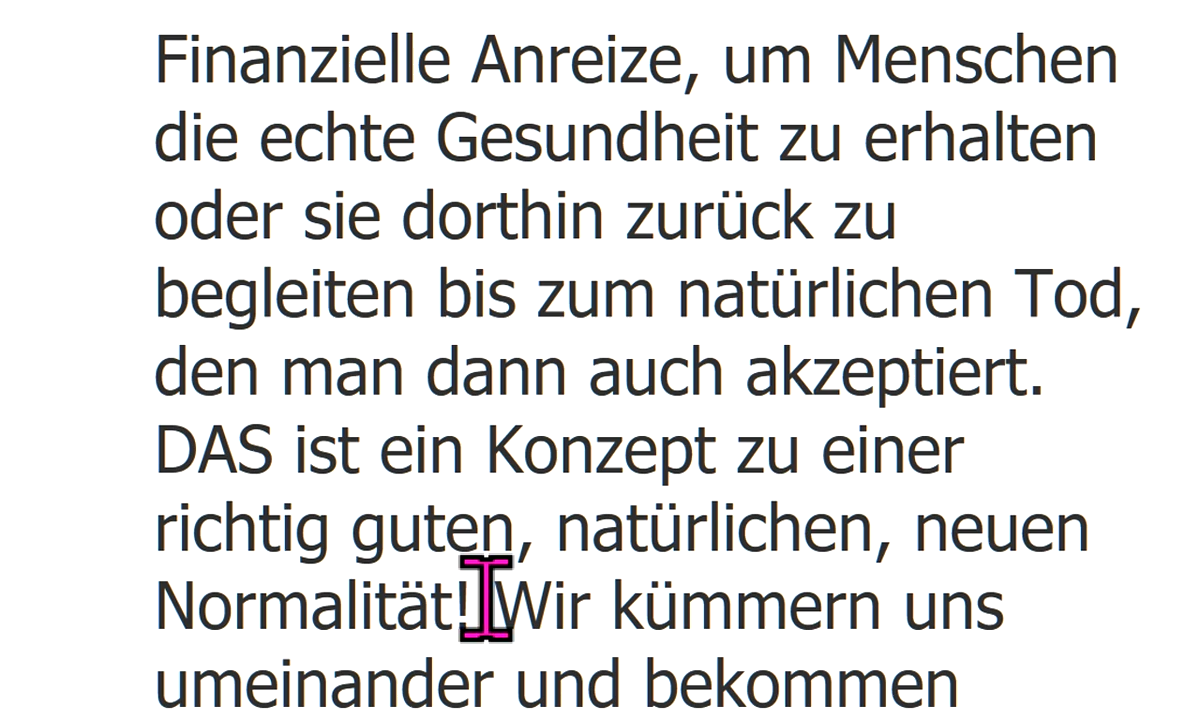 Finanzielle Anreize, um Menschen
die echte Gesundheit zu erhalten
oder sie dorthin zurück zu
begleiten bis zum natürlichen Tod,
den man dann auch akzeptiert.
DAS ist ein Konzept zu einer
richtig guten, natürlichen, neuen
Normalität! Wir kümmern uns
umeinander und bekommen